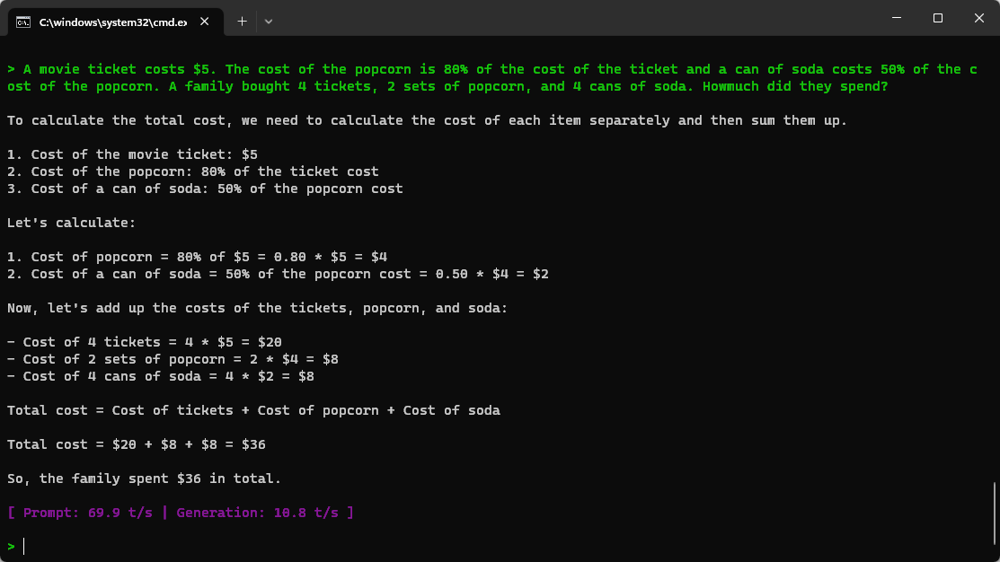 C:\windows\system32\cmd.ex
> A movie ticket costs $5. The cost of the popcorn is 80% of the cost of the ticket and a can of soda costs 50% of the c
ost of the popcorn. A family bought 4 tickets, 2 sets of popcorn, and 4 cans of soda. Howmuch did they spend?
To calculate the total cost, we need to calculate the cost of each item separately and then sum them up.
1. Cost of the movie ticket: $5
2. Cost of the popcorn: 80% of the ticket cost
3. Cost of a can of soda: 50% of the popcorn cost
Let's calculate:
1. Cost of popcorn = 80% of $5 = 0.80 * $5 = $4
2. Cost of a can of soda = 50% of the popcorn cost = 0.50 * $4 = $2
Now, let's add up the costs of the tickets, popcorn, and soda:
- Cost of 4 tickets = 4 * $5 = $20
- Cost of 2 sets of popcorn = 2 * $4 = $8
- Cost of 4 cans of soda = 4 * $2 = $8
Total cost = Cost of tickets + Cost of popcorn + Cost of soda
Total cost = $20 + $8 + $8 = $36
So, the family spent $36 in total.
[ Prompt: 69.9 t/s | Generation: 10.8 t/s ]
>